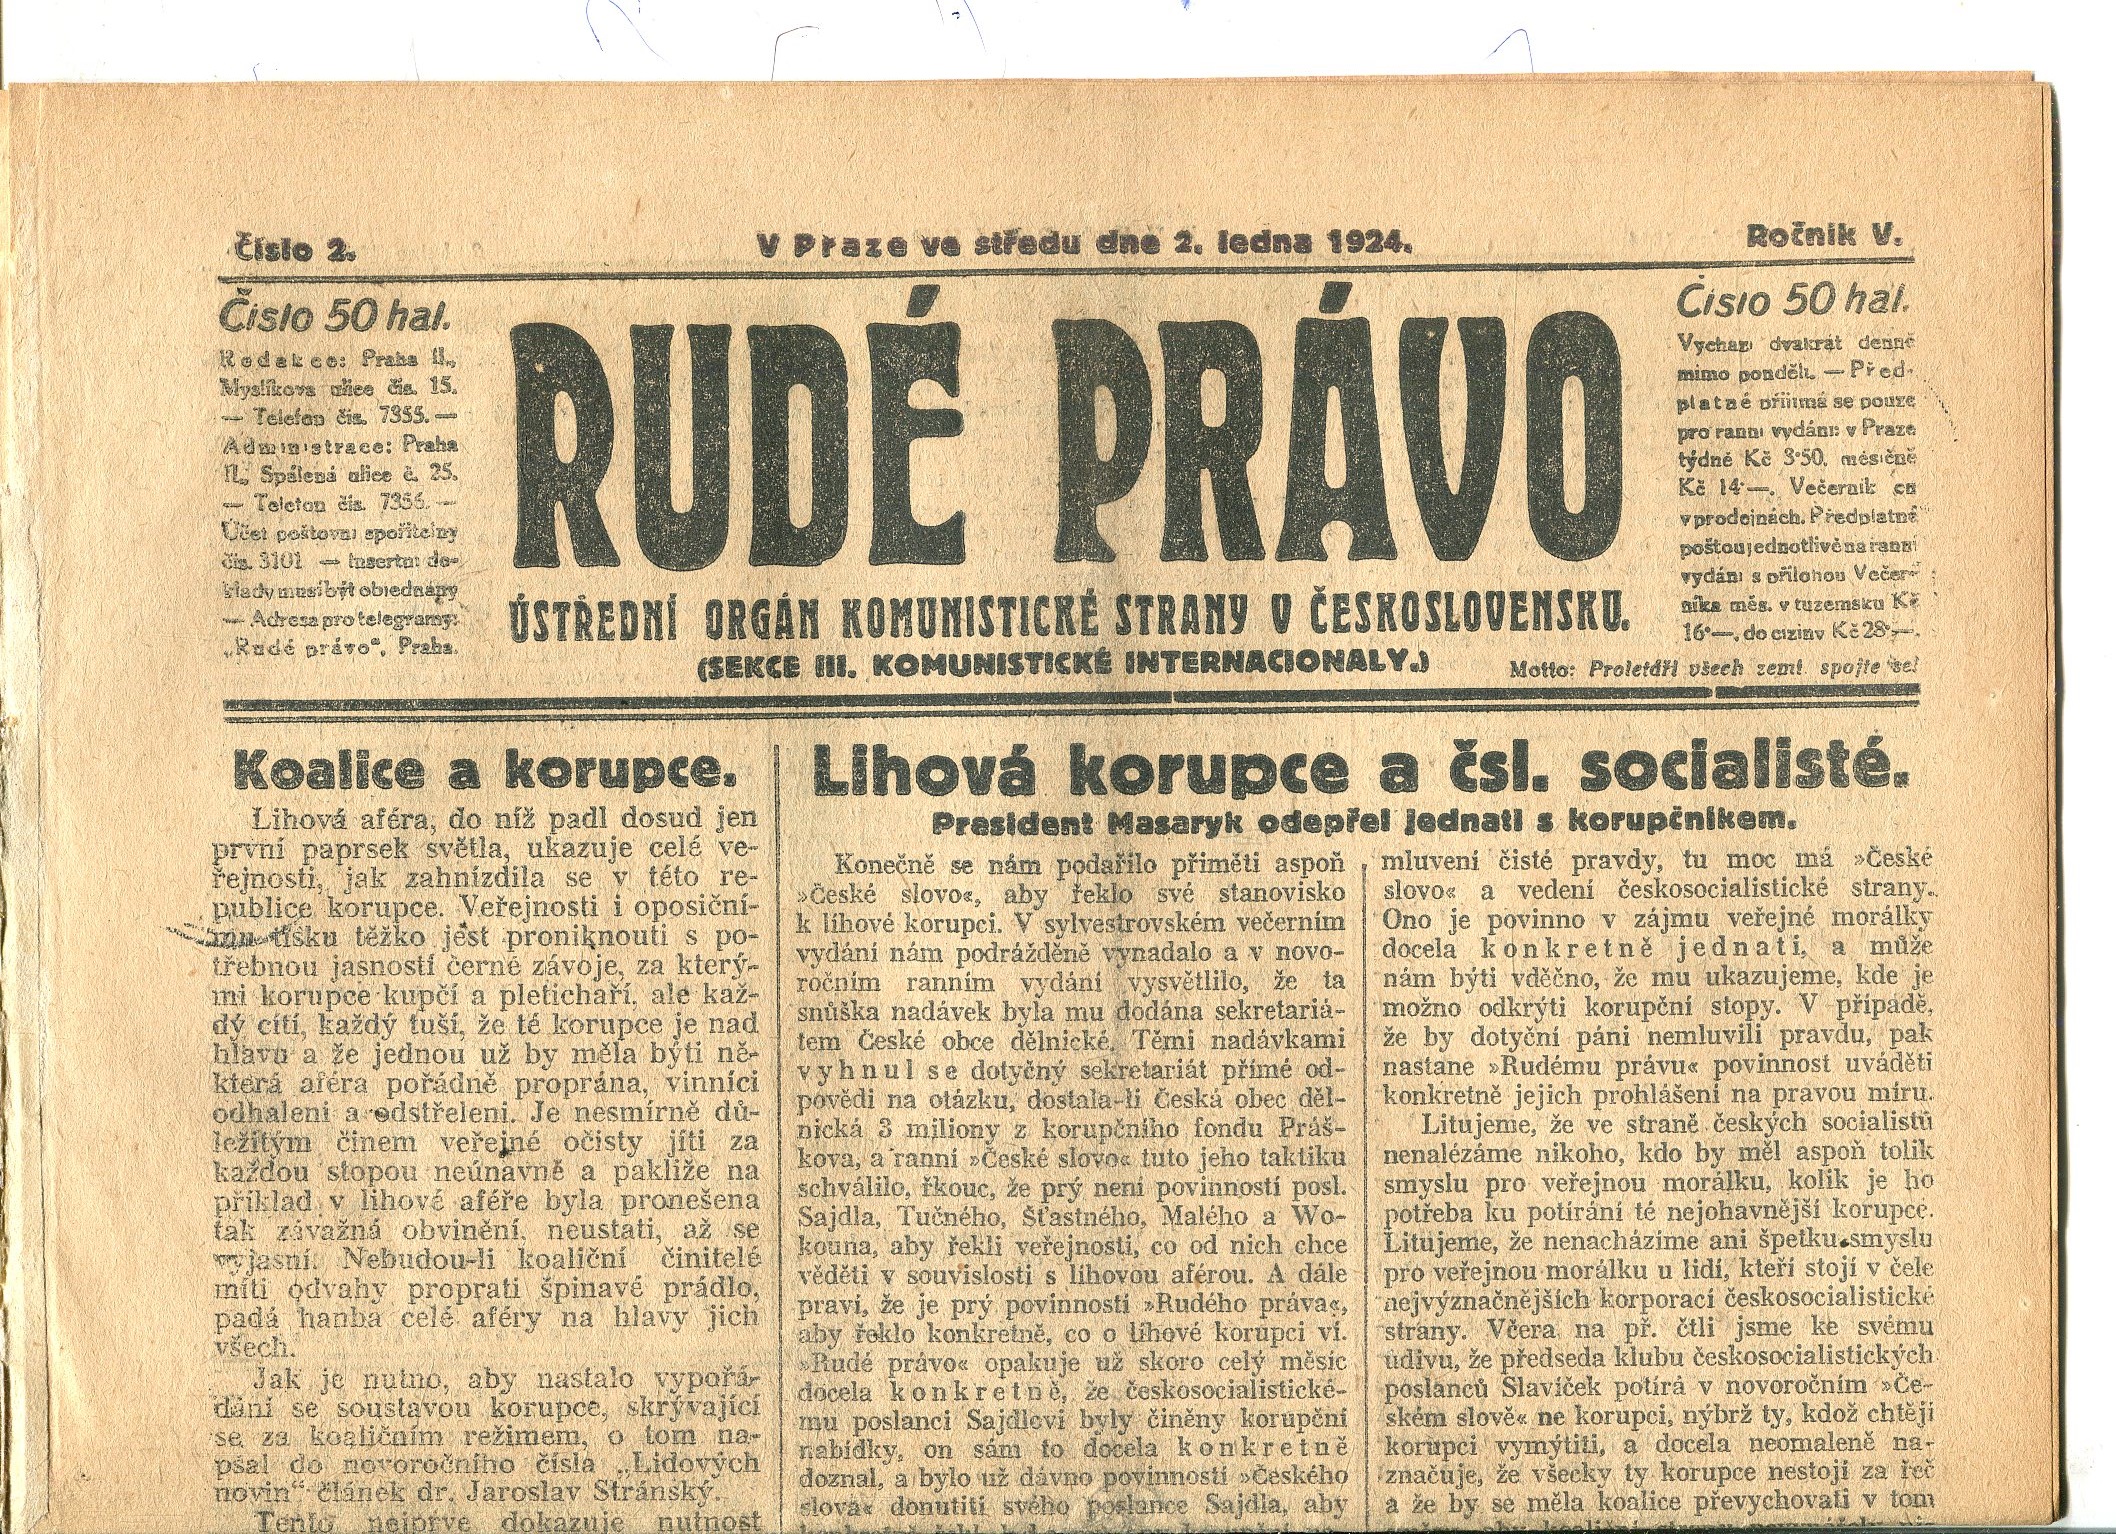 Číslo 2.
V Praze ve středu dne 2. ledna 1924.
Ročník V.
Číslo 50 hal.
Redakce: Praha II.,
Myslíkova ulice čís. 15.
— Telefon čís. 7355. —
Administrace: Praha
II., Spálená ulice č. 25.
— Telefon čís. 7356. —
Účet poštovní spořitelny
čís. 3101 — Insertní do-
klady musí být objednány
— Adresa pro telegramy:
„Rudé právo“, Praha.
RUDÉ PRÁVO
ÚSTŘEDNÍ ORGÁN KOMUNISTICKÉ STRANY V ČESKOSLOVENSKU.
(SEKCE III. KOMUNISTICKÉ INTERNACIONALY.)
Motto: Proletáři všech zemí, spojte se!
Číslo 50 hal.
Vychází dvakrát denně
mimo pondělí. — Před-
platné přijímá se pouze
pro ranní vydání: v Praze
týdně Kč 3·50, měsíčně
Kč 14·—. Večerník
v prodejnách. Předplatné
poštou jednotlivě na ranní
vydání s přílohou Večer-
níka měs. v tuzemsku Kč
16·—, do ciziny Kč 28·—.
Koalice a korupce.
Lihová aféra, do níž padl dosud jen
první paprsek světla, ukazuje celé ve-
řejnosti, jak zahnízdila se v této re-
publice korupce. Veřejnosti i oposiční-
mu tisku těžko jest proniknouti s po-
třebnou jasností černé závoje, za který-
mi korupce kupčí a pletichaří, ale kaž-
dý cítí, každý tuší, že té korupce je nad
hlavu a že jednou už by měla býti ně-
která aféra pořádně proprána, vinníci
odhaleni a odstřeleni. Je nesmírně dů-
ležitým činem veřejné očisty jíti za
každou stopou neúnavně a pakliže na
příklad v lihové aféře byla pronešena
tak závažná obvinění, neustati, až se
vyjasní. Nebudou-li koaliční činitelé
míti odvahy proprati špinavé prádlo,
padá hanba celé aféry na hlavy jich
všech.
Jak je nutno, aby nastalo vypořá-
dání se soustavou korupce, skrývající
se za koaličním režimem, o tom na-
psal do novoročního čísla „Lidových
novin“ článek dr. Jaroslav Stránský.
Tento nejprve dokazuje nutnost
Lihová korupce a čsl. socialisté.
President Masaryk odepřel jednati s korupčníkem.
Konečně se nám podařilo přiměti aspoň
»České slovo«, aby řeklo své stanovisko
k líhové korupci. V sylvestrovském večerním
vydání nám podrážděně vynadalo a v novo-
ročním ranním vydání vysvětlilo, že ta
snůška nadávek byla mu dodána sekretariá-
tem České obce dělnické. Těmi nadávkami
vyhnul se dotyčný sekretariát přímé od-
povědi na otázku, dostala-li Česká obec děl-
nická 3 miliony z korupčního fondu Práš-
kova, a ranní »České slovo« tuto jeho taktiku
schválilo, řkouc, že prý není povinností posl.
Sajdla, Tučného, Šťastného, Malého a Wo-
kouna, aby řekli veřejnosti, co od nich chce
věděti v souvislosti s líhovou aférou. A dále
praví, že je prý povinností »Rudého práva«,
aby řeklo konkretně, co o líhové korupci ví.
»Rudé právo« opakuje už skoro celý měsíc
docela konkretně, že českosocialistické-
mu poslanci Sajdlovi byly činěny korupční
nabídky, on sám to docela konkretně
doznal, a bylo už dávno povinností »Českého
slova« donutiti svého poslance Sajdla, aby
mluvení čisté pravdy, tu moc má »České
slovo« a vedení českosocialistické strany.
Ono je povinno v zájmu veřejné morálky
docela konkretně jednati, a může
nám býti vděčno, že mu ukazujeme, kde je
možno odkrýti korupční stopy. V případě,
že by dotyční páni nemluvili pravdu, pak
nastane »Rudému právu« povinnost uváděti
konkretně jejich prohlášení na pravou míru.
Litujeme, že ve straně českých socialistů
nenalézáme nikoho, kdo by měl aspoň tolik
smyslu pro veřejnou morálku, kolik je ho
potřeba ku potírání té nejohavnější korupce.
Litujeme, že nenacházíme ani špetku smyslu
pro veřejnou morálku u lidí, kteří stojí v čele
nejvýznačnějších korporací českosocialistické
strany. Včera na př. čtli jsme ke svému
údivu, že předseda klubu českosocialistických
poslanců Slavíček potírá v novoročním »Če-
ském slově« ne korupci, nýbrž ty, kdož chtějí
korupci vymýtiti, a docela neomaleně na-
značuje, že všecky ty korupce nestojí za řeč
a že by se měla koalice převychovati v tom